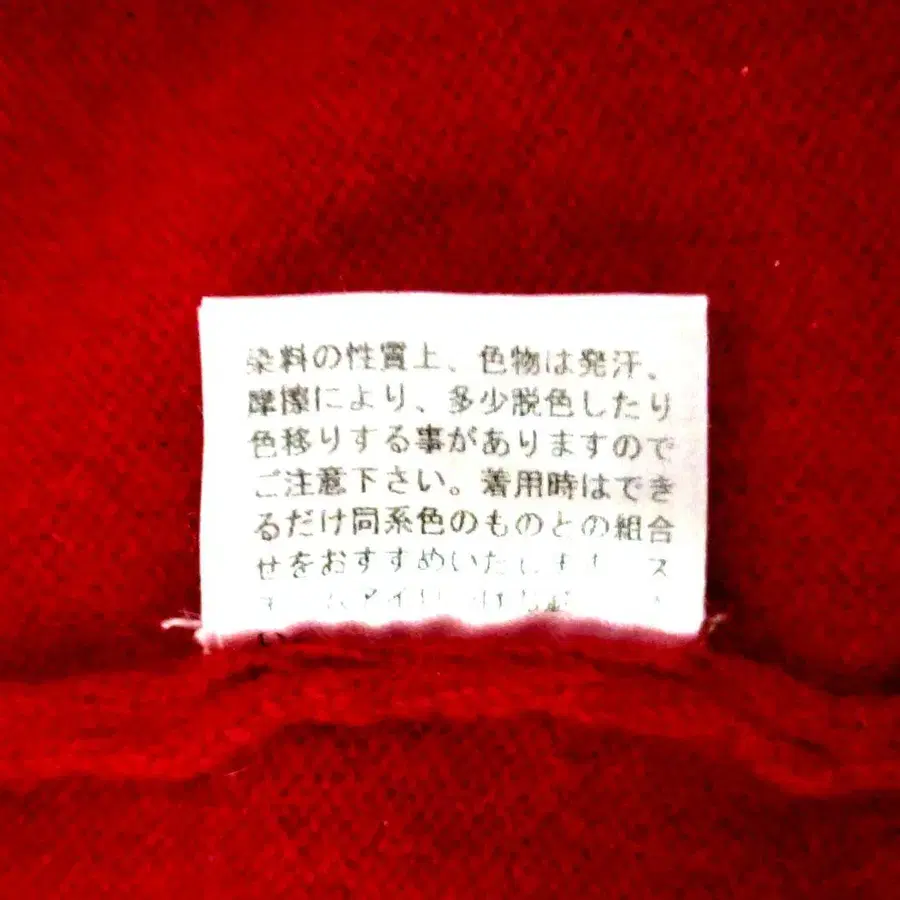 染料の性質上、色物は発汗、
摩擦により、多少脱色したり
色移りする事がありますので
ご注意下さい。着用時はでき
るだけ同系色のものとの組合
せをおすすめいたします ス
い